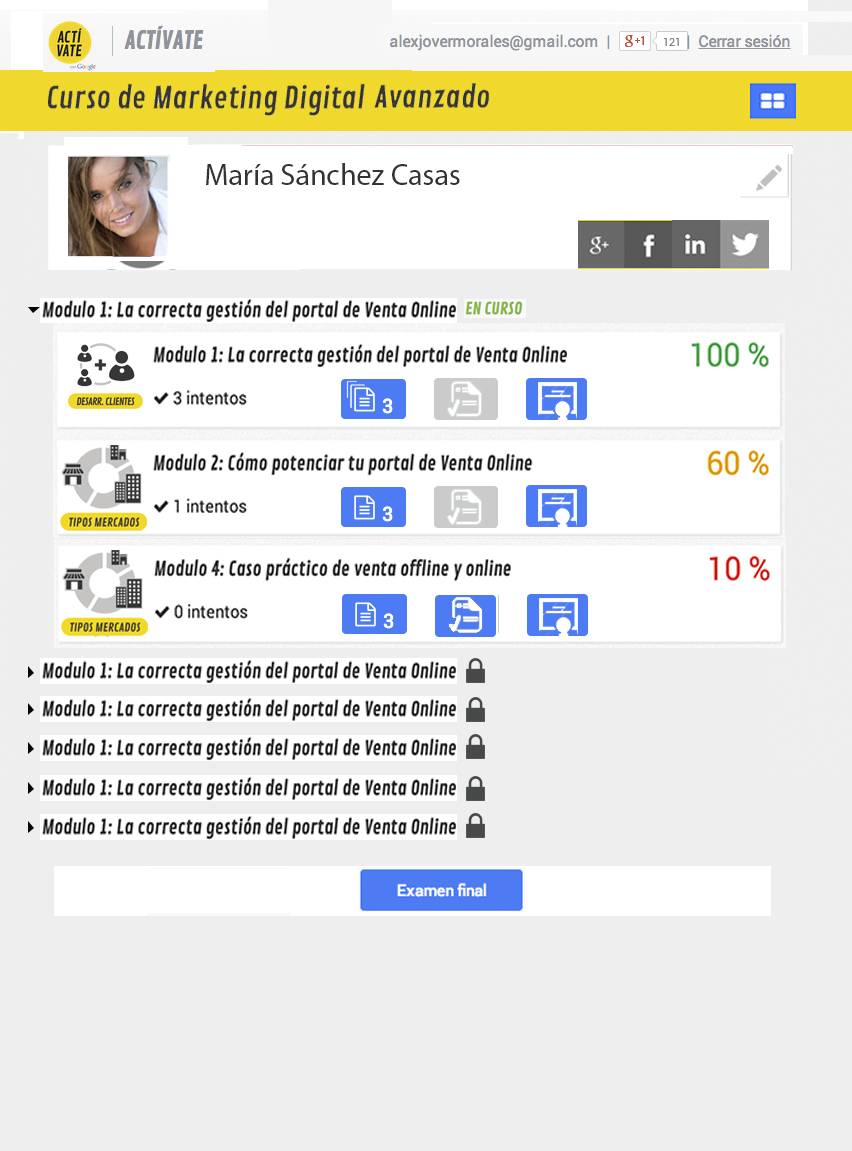 ACTÍ
VATE
con Google
ACTÍVATE
alexjovermorales@gmail.com | g+1 121 | Cerrar sesión
Curso de Marketing Digital Avanzado
María Sánchez Casas
g+ f in
Modulo 1: La correcta gestión del portal de Venta Online EN CURSO
Modulo 1: La correcta gestión del portal de Venta Online 100 %
DESARR. CLIENTES 3 intentos 3
Modulo 2: Cómo potenciar tu portal de Venta Online 60 %
1 intentos 3
TIPOS MERCADOS
Modulo 4: Caso práctico de venta offline y online 10 %
0 intentos 3
TIPOS MERCADOS
Modulo 1: La correcta gestión del portal de Venta Online
Modulo 1: La correcta gestión del portal de Venta Online
Modulo 1: La correcta gestión del portal de Venta Online
Modulo 1: La correcta gestión del portal de Venta Online
Modulo 1: La correcta gestión del portal de Venta Online
Examen final